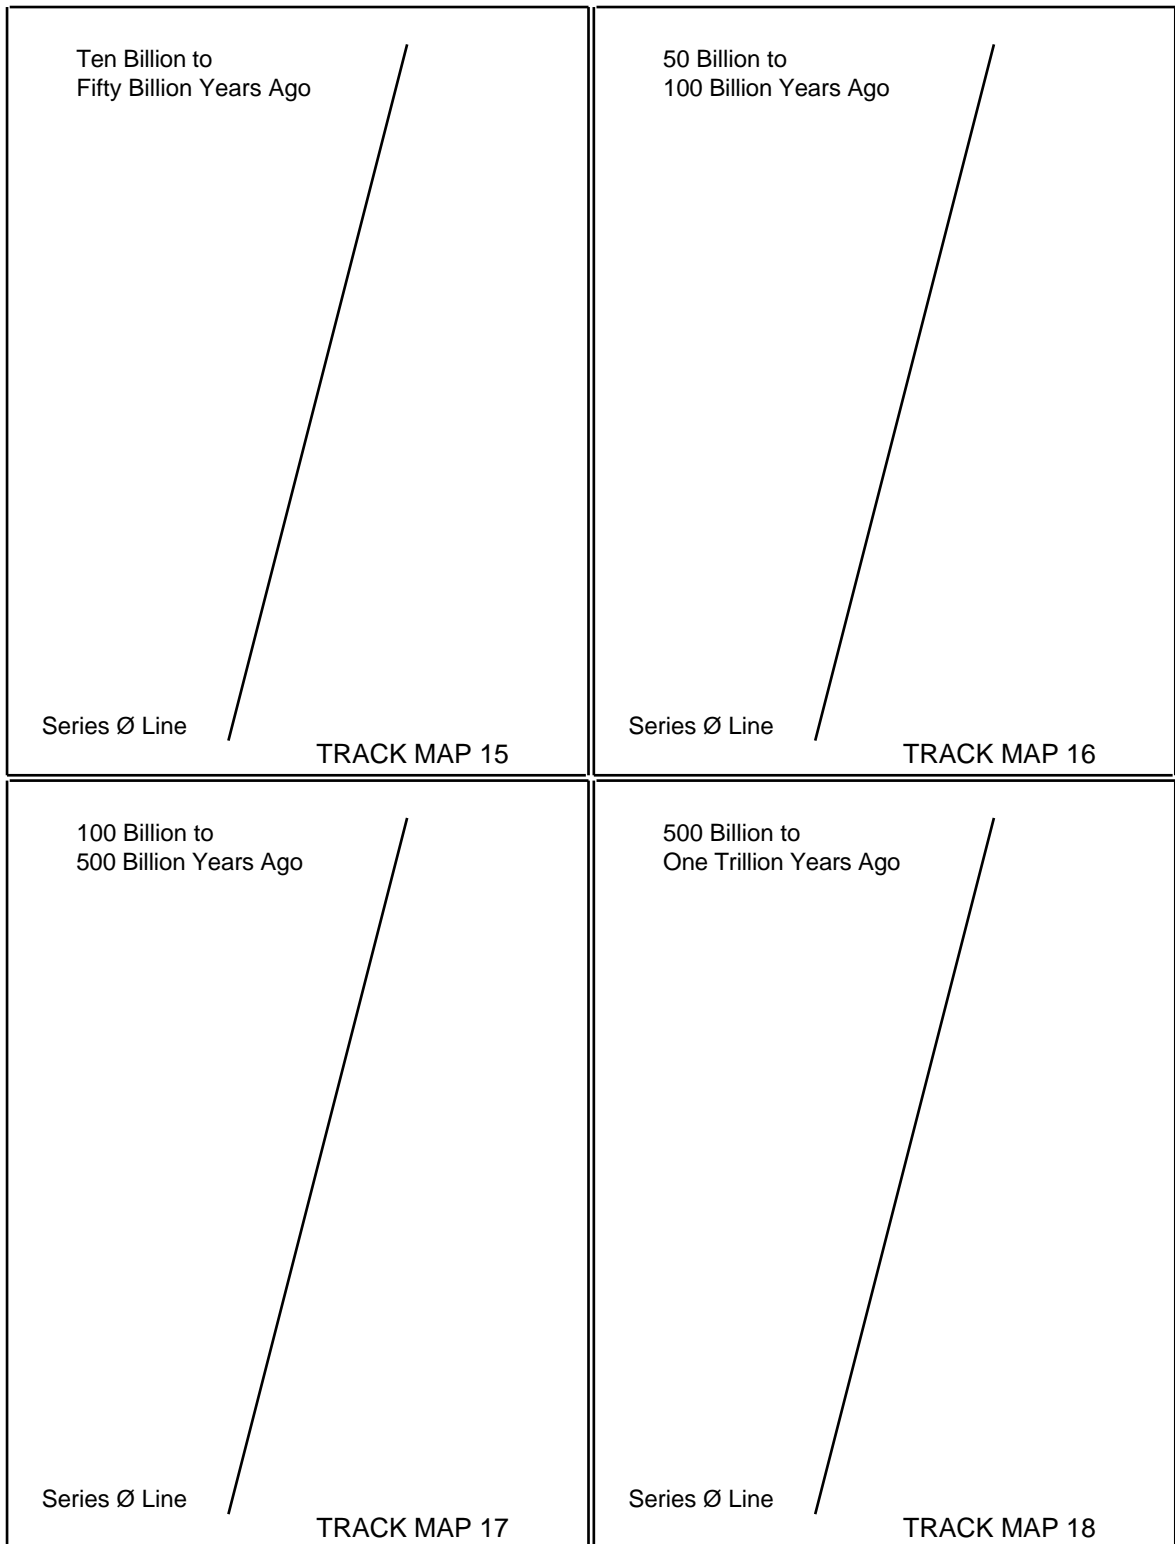 Ten Billion to
Fifty Billion Years Ago
Series Ø Line
TRACK MAP 15
50 Billion to
100 Billion Years Ago
Series Ø Line
TRACK MAP 16
100 Billion to
500 Billion Years Ago
Series Ø Line
TRACK MAP 17
500 Billion to
One Trillion Years Ago
Series Ø Line
TRACK MAP 18